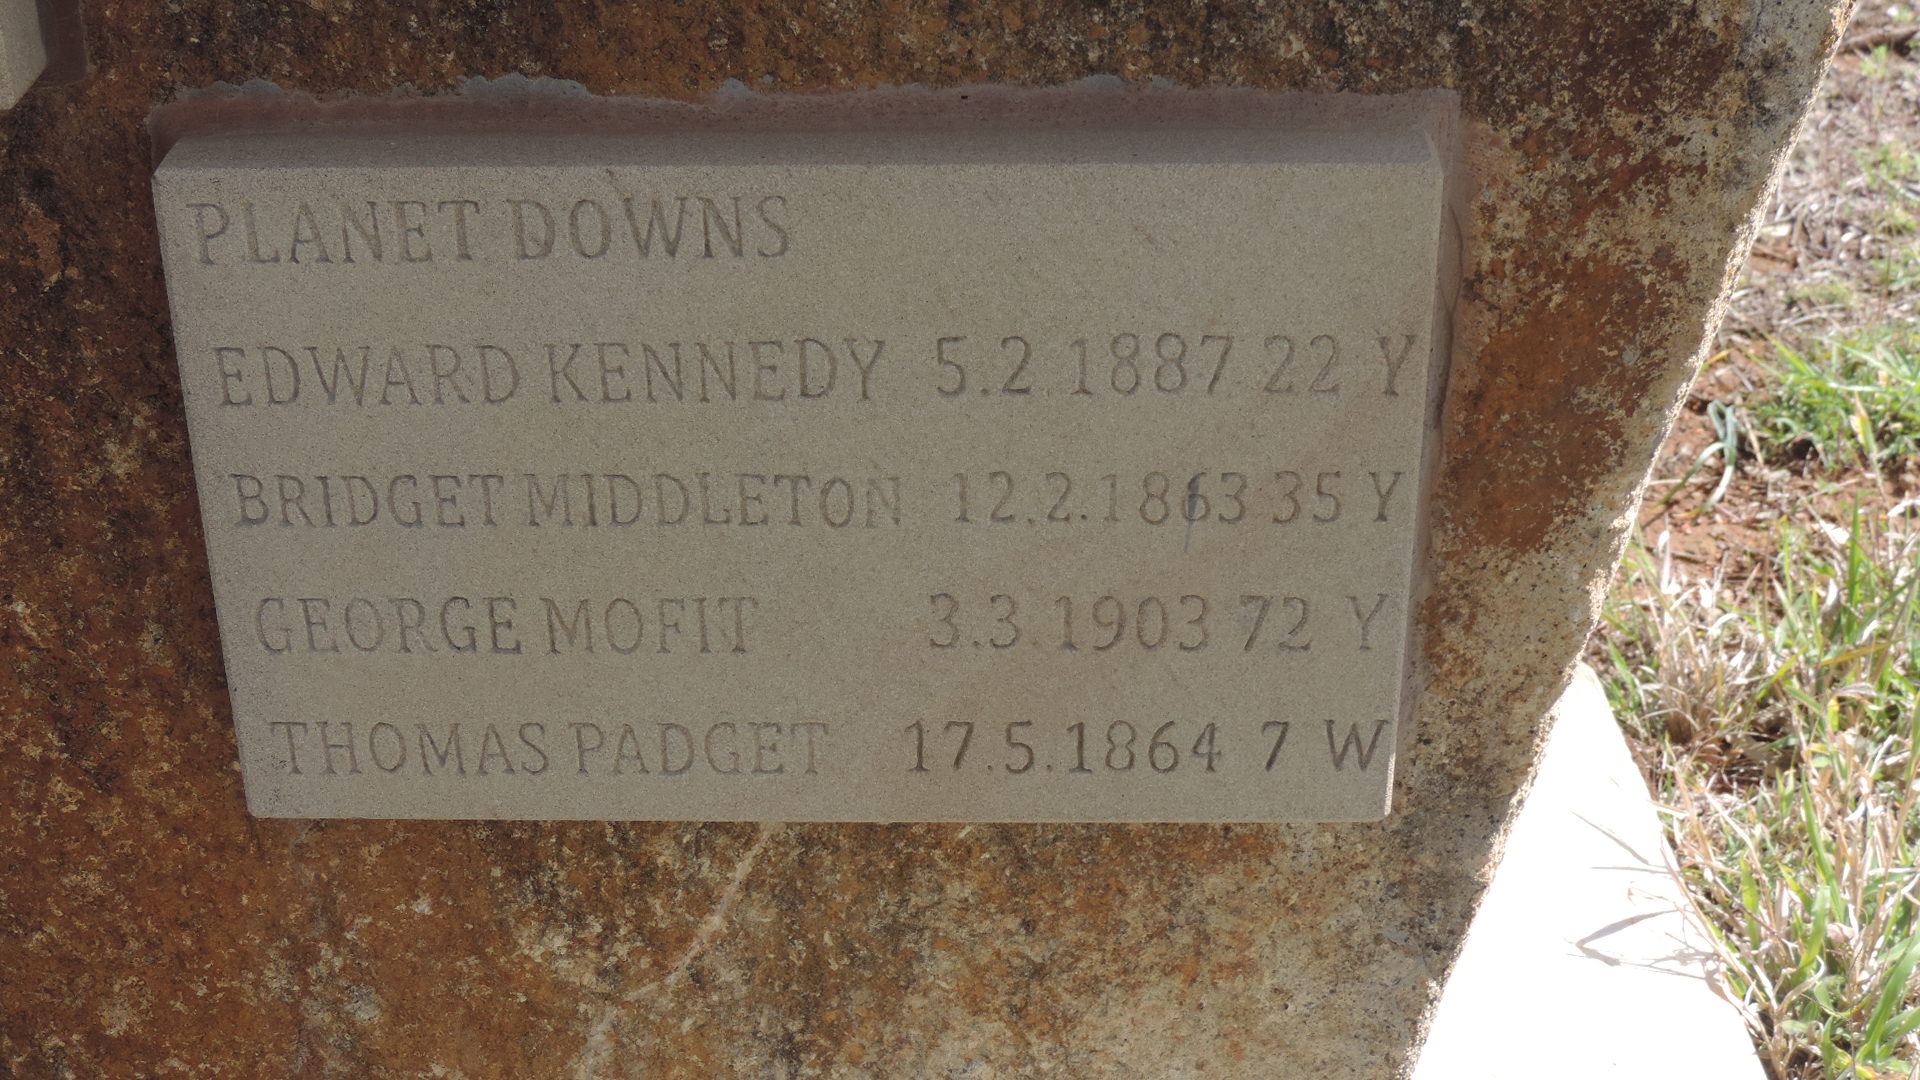 PLANET DOWNS
EDWARD KENNEDY 5.2.1887 22 Y
BRIDGET MIDDLETON 12.2.1863 35 Y
GEORGE MOFIT 3.3.1903 72 Y
THOMAS PADGET 17.5.1864 7 W